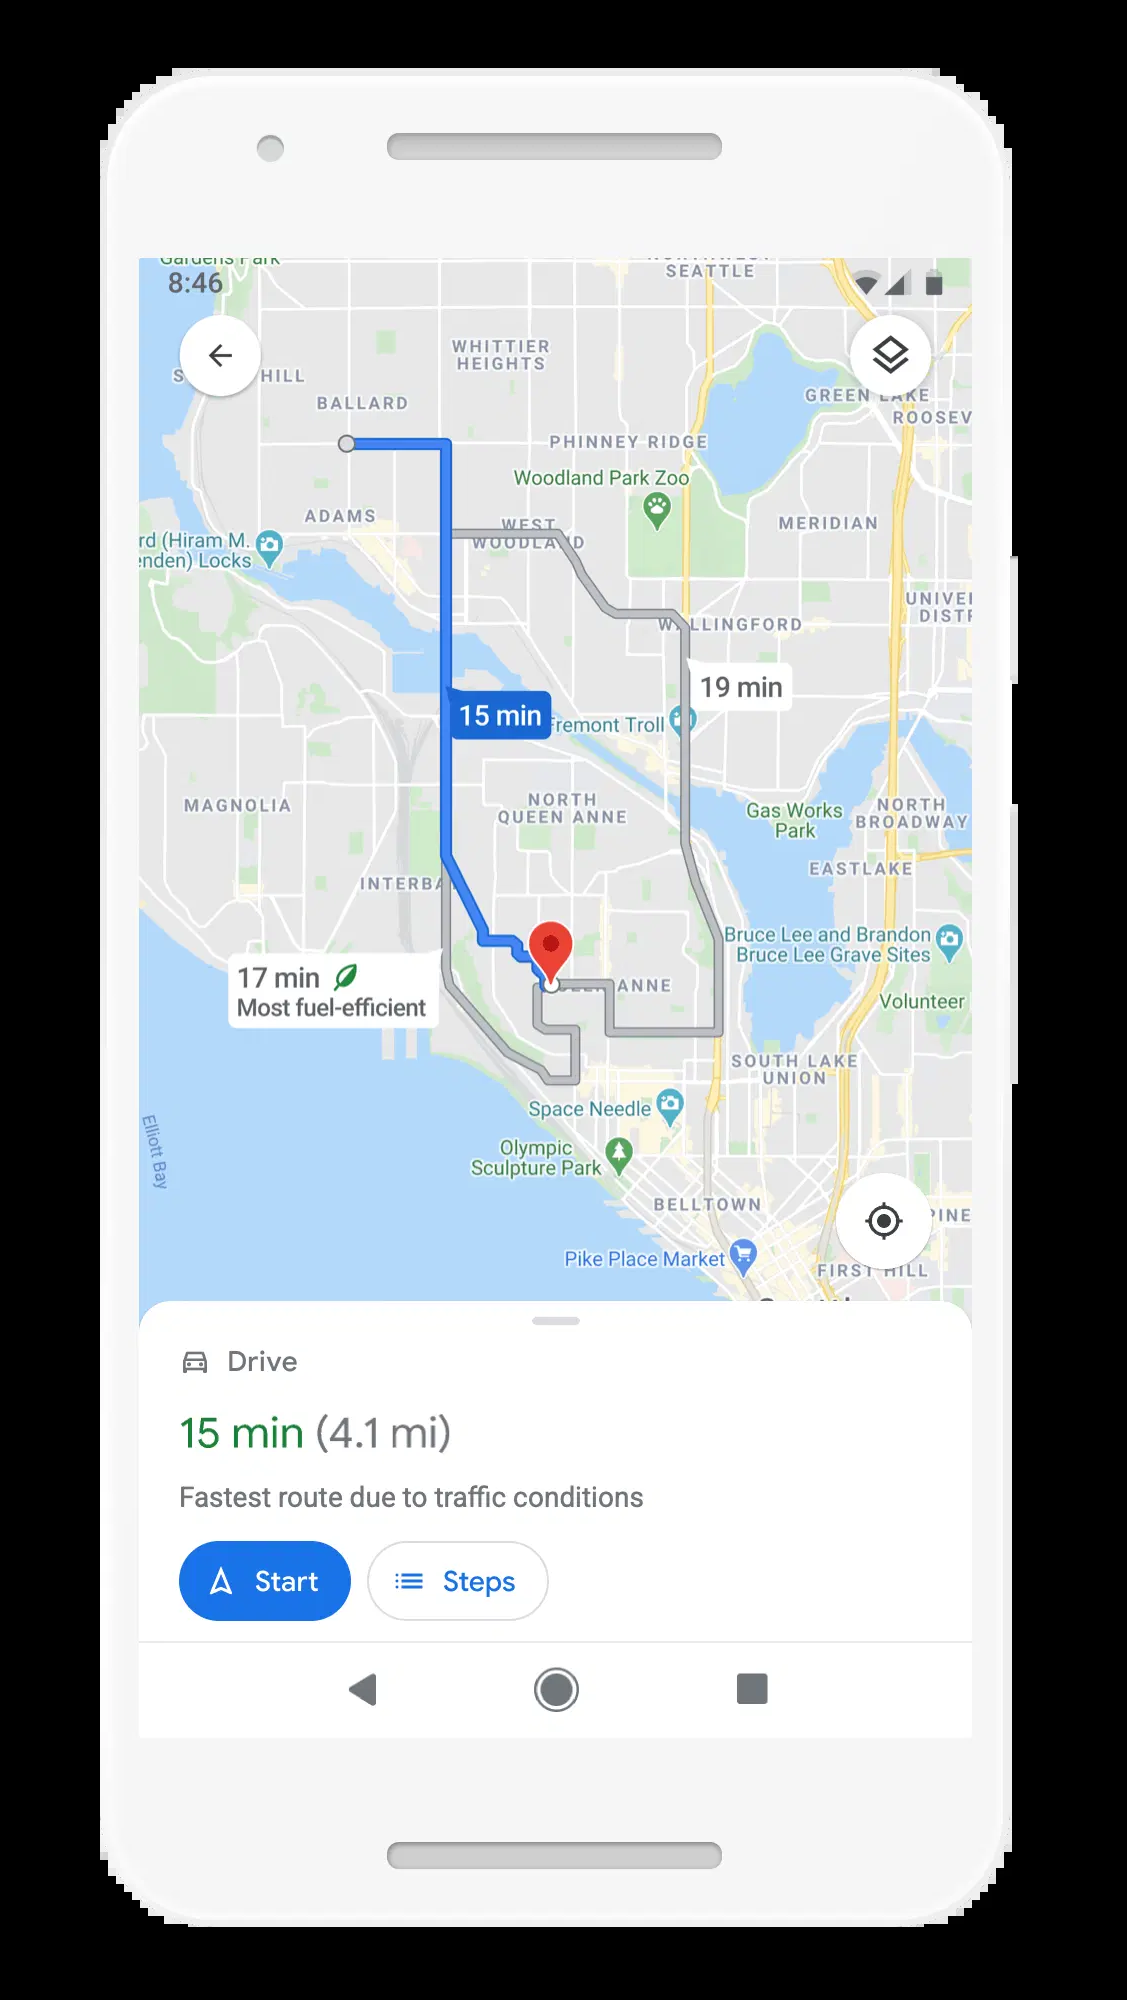 Gardens Park
8:46
SEATTLE
WHITTIER
HEIGHTS
HILL
BALLARD
GREEN LAKE
ROOSEV
PHINNEY RIDGE
Woodland Park Zoo
ADAMS
WEST
WOODLAND
MERIDIAN
rd (Hiram M.
enden) Locks
UNIVE
DIST
WALLINGFORD
19 min
15 min
Fremont Troll
MAGNOLIA
NORTH
QUEEN ANNE
Gas Works
Park
NORTH
BROADWAY
EASTLAKE
INTERBA
Bruce Lee and Brandon
Bruce Lee Grave Sites
17 min
Most fuel-efficient
ANNE
Volunteer
SOUTH LAKE
UNION
Space Needle
Elliott Bay
Olympic
Sculpture Park
BELLTOWN
PINE
Pike Place Market
FIRST HILL
Drive
15 min (4.1 mi)
Fastest route due to traffic conditions
Start
Steps